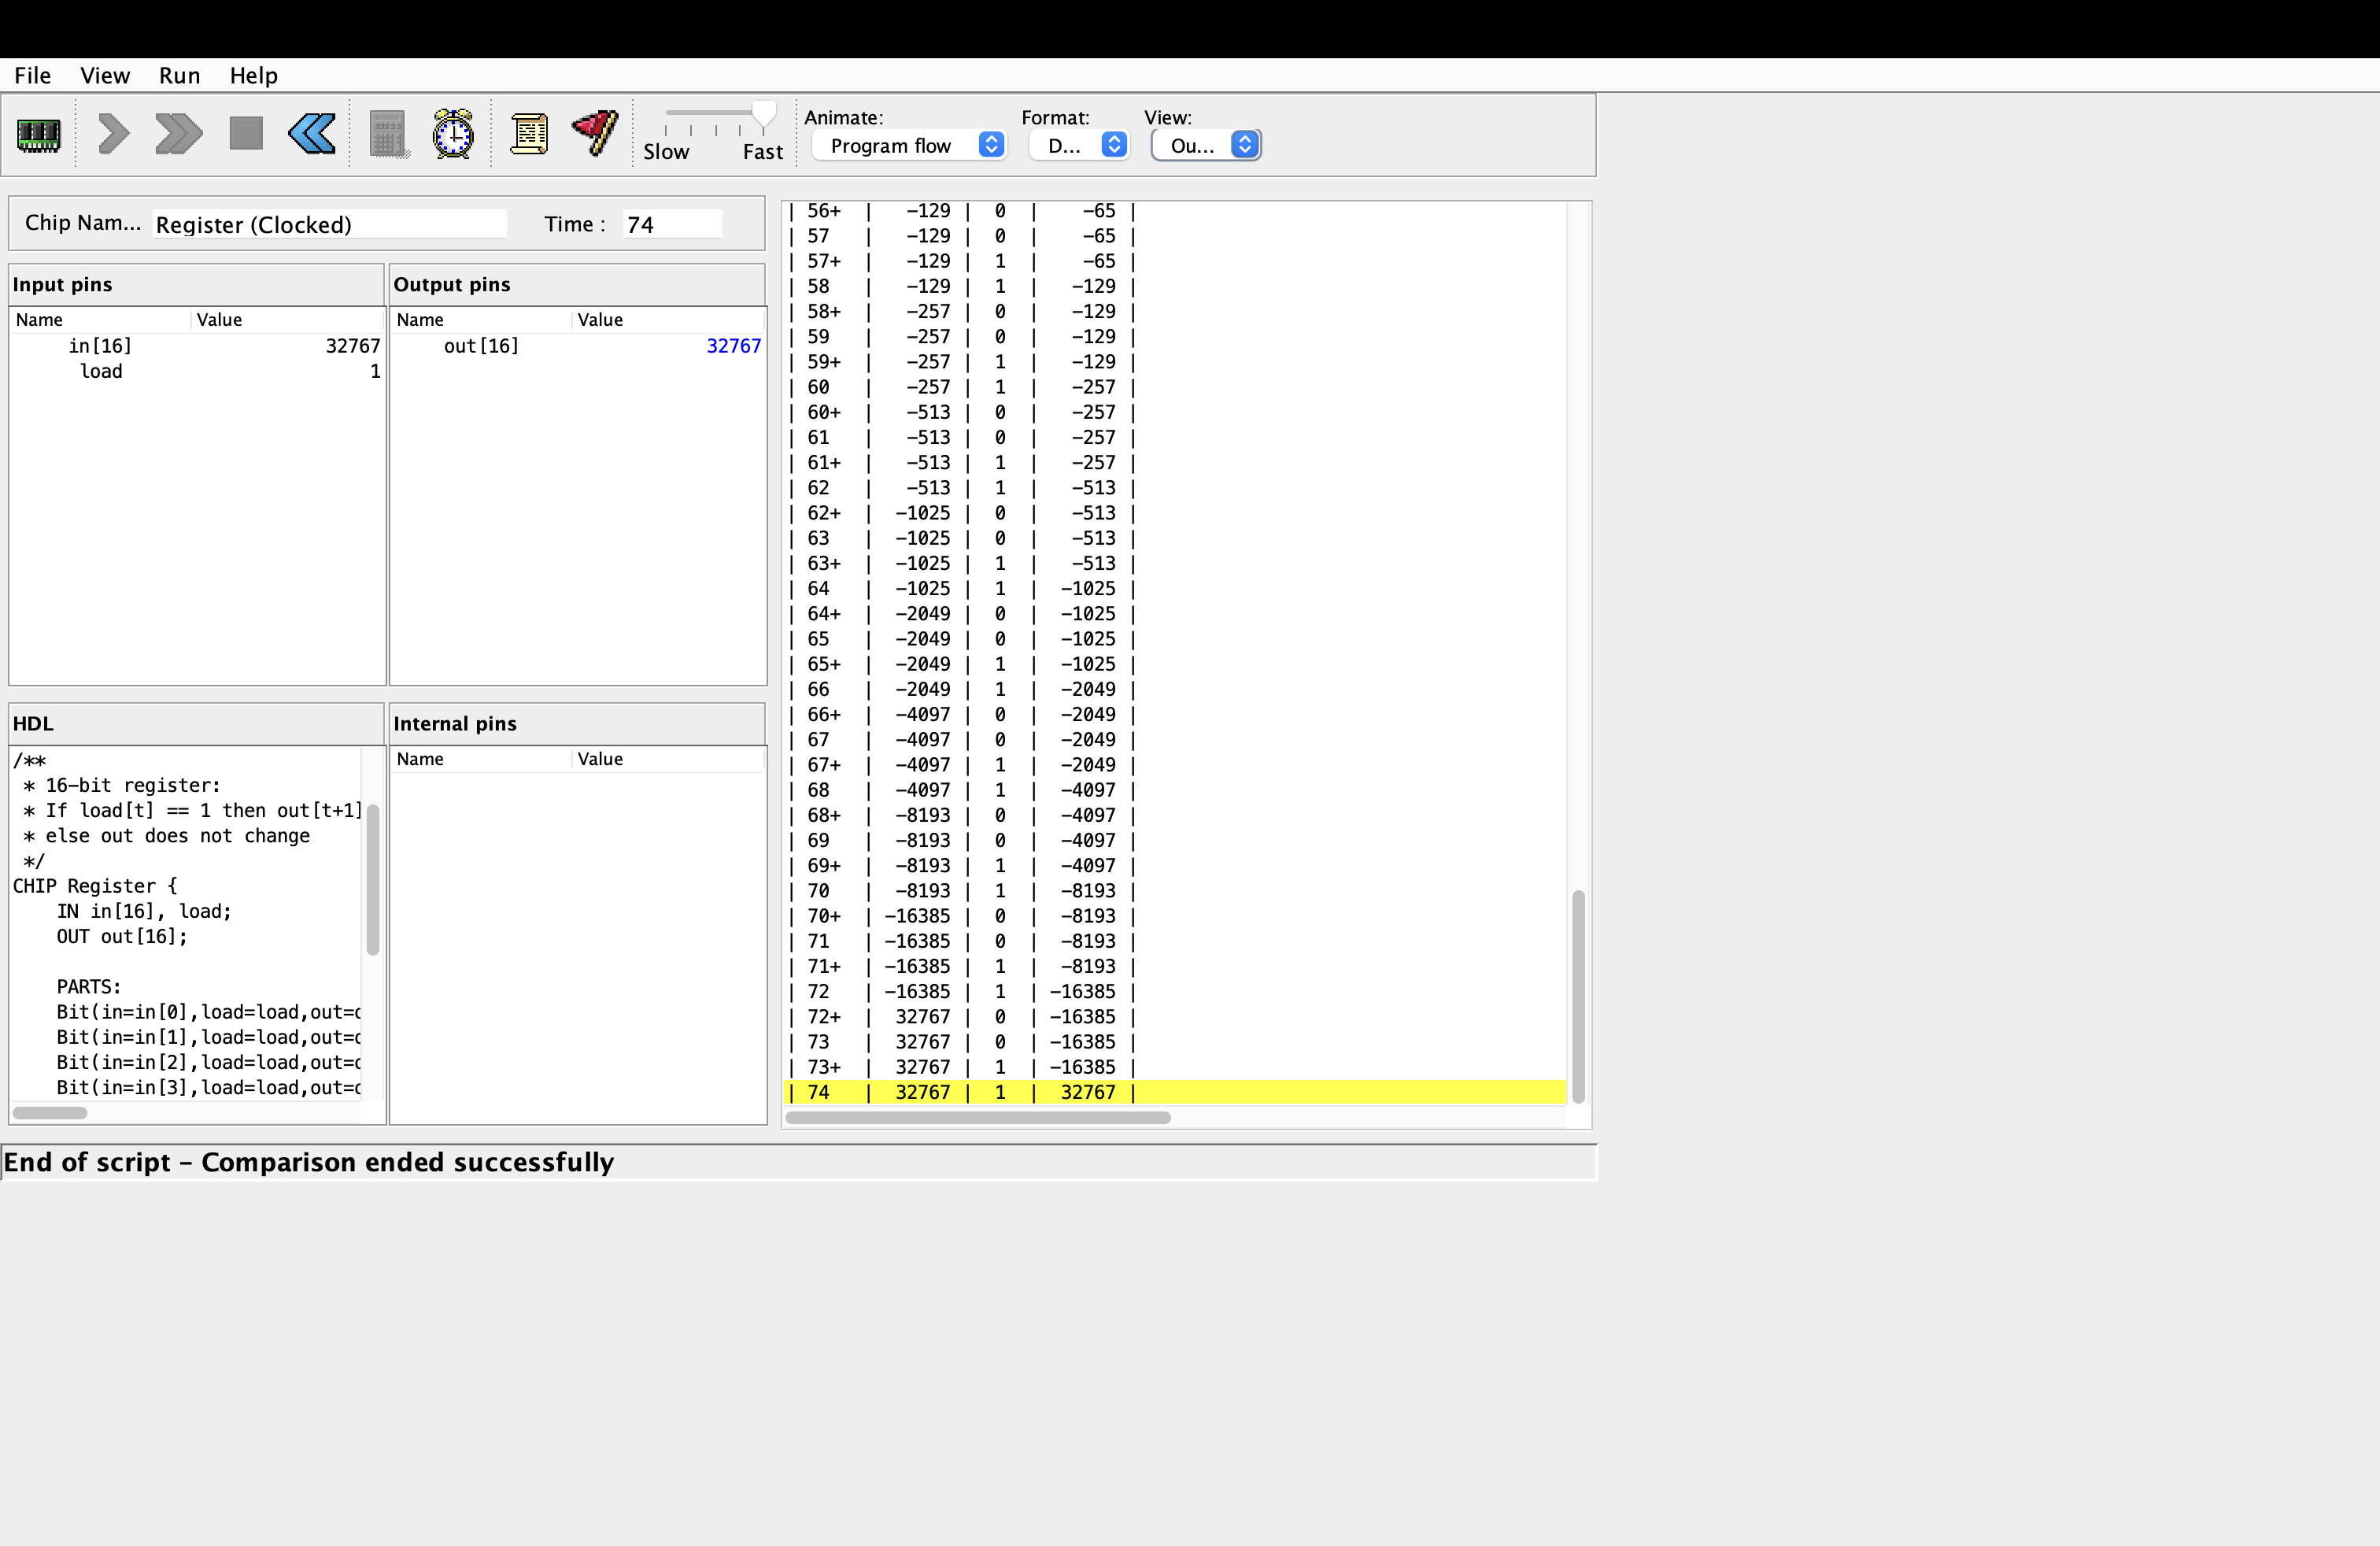 File View Run Help
Animate: Format: View:
Slow Fast Program flow D... Ou...
Chip Nam... Register (Clocked) Time : 74
Input pins Output pins
Name Value Name Value
in[16] 32767 out[16] 32767
load 1
HDL Internal pins
Name Value
/**
* 16-bit register:
* If load[t] == 1 then out[t+1]
* else out does not change
*/
CHIP Register {
IN in[16], load;
OUT out[16];
PARTS:
Bit(in=in[0],load=load,out=o
Bit(in=in[1],load=load,out=o
Bit(in=in[2],load=load,out=o
Bit(in=in[3],load=load,out=o
| 56+ | -129 | 0 | -65 |
| 57 | -129 | 0 | -65 |
| 57+ | -129 | 1 | -65 |
| 58 | -129 | 1 | -129 |
| 58+ | -257 | 0 | -129 |
| 59 | -257 | 0 | -129 |
| 59+ | -257 | 1 | -129 |
| 60 | -257 | 1 | -257 |
| 60+ | -513 | 0 | -257 |
| 61 | -513 | 0 | -257 |
| 61+ | -513 | 1 | -257 |
| 62 | -513 | 1 | -513 |
| 62+ | -1025 | 0 | -513 |
| 63 | -1025 | 0 | -513 |
| 63+ | -1025 | 1 | -513 |
| 64 | -1025 | 1 | -1025 |
| 64+ | -2049 | 0 | -1025 |
| 65 | -2049 | 0 | -1025 |
| 65+ | -2049 | 1 | -1025 |
| 66 | -2049 | 1 | -2049 |
| 66+ | -4097 | 0 | -2049 |
| 67 | -4097 | 0 | -2049 |
| 67+ | -4097 | 1 | -2049 |
| 68 | -4097 | 1 | -4097 |
| 68+ | -8193 | 0 | -4097 |
| 69 | -8193 | 0 | -4097 |
| 69+ | -8193 | 1 | -4097 |
| 70 | -8193 | 1 | -8193 |
| 70+ | -16385 | 0 | -8193 |
| 71 | -16385 | 0 | -8193 |
| 71+ | -16385 | 1 | -8193 |
| 72 | -16385 | 1 | -16385 |
| 72+ | 32767 | 0 | -16385 |
| 73 | 32767 | 0 | -16385 |
| 73+ | 32767 | 1 | -16385 |
| 74 | 32767 | 1 | 32767 |
End of script - Comparison ended successfully